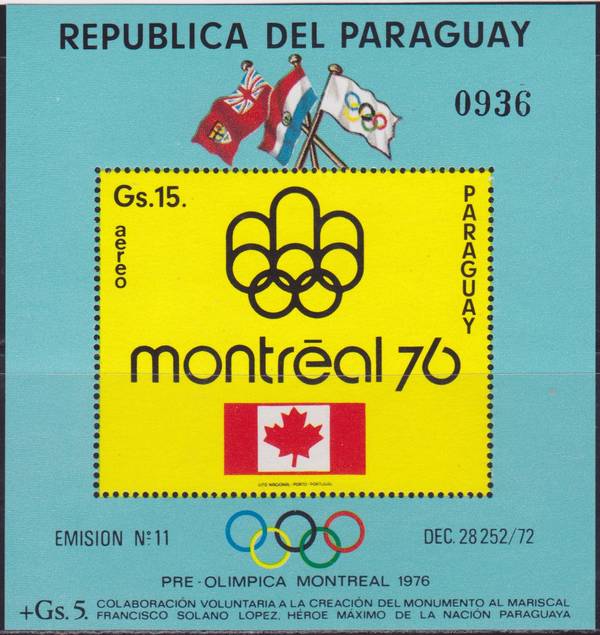 REPUBLICA DEL PARAGUAY
0936
Gs.15.
aereo
PARAGUAY
montréal 76
LITO NACIONAL - PORTO - PORTUGAL
EMISION Nº 11
DEC. 28 252/72
PRE-OLIMPICA MONTREAL 1976
+Gs. 5. COLABORACIÓN VOLUNTARIA A LA CREACIÓN DEL MONUMENTO AL MARISCAL
FRANCISCO SOLANO LOPEZ, HÉROE MÁXIMO DE LA NACIÓN PARAGUAYA